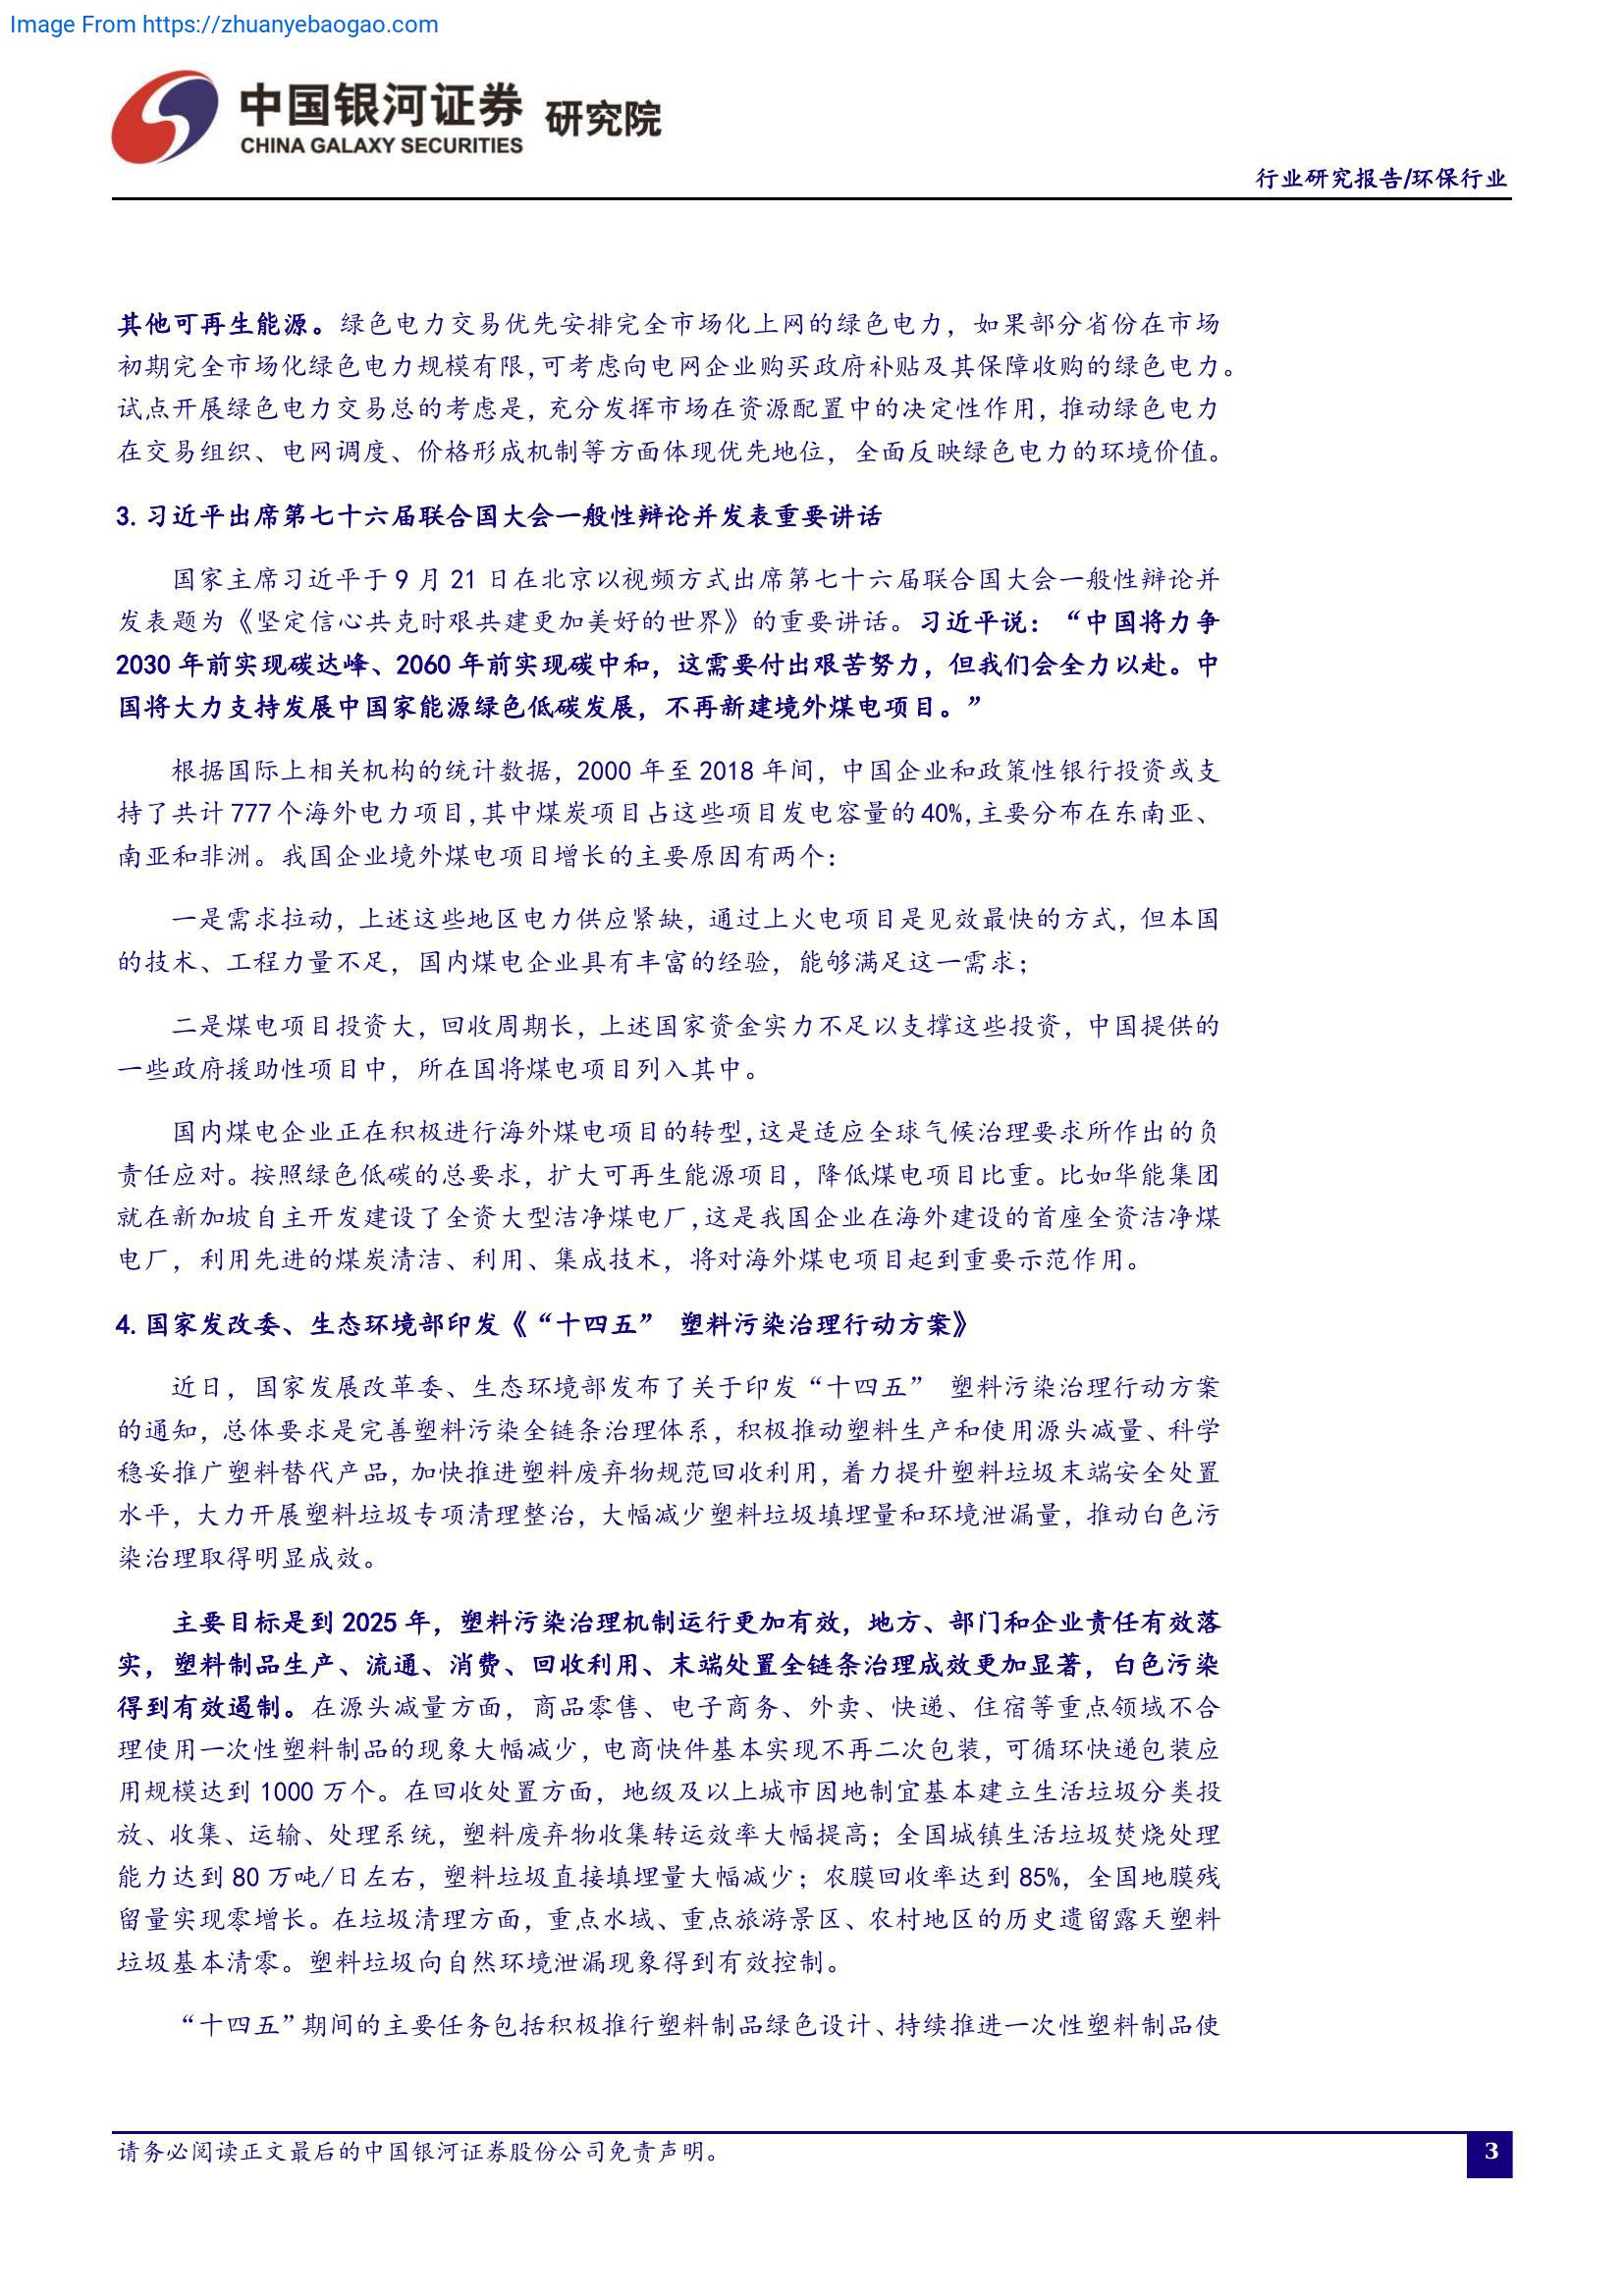 Image From https://zhuanyebaogao.com
中国银河证券 研究院
CHINA GALAXY SECURITIES
行业研究报告/环保行业
其他可再生能源。绿色电力交易优先安排完全市场化上网的绿色电力，如果部分省份在市场
初期完全市场化绿色电力规模有限，可考虑向电网企业购买政府补贴及其保障收购的绿色电力。
试点开展绿色电力交易总的考虑是，充分发挥市场在资源配置中的决定性作用，推动绿色电力
在交易组织、电网调度、价格形成机制等方面体现优先地位，全面反映绿色电力的环境价值。
3. 习近平出席第七十六届联合国大会一般性辩论并发表重要讲话
国家主席习近平于 9 月 21 日在北京以视频方式出席第七十六届联合国大会一般性辩论并
发表题为《坚定信心共克时艰共建更加美好的世界》的重要讲话。习近平说：“中国将力争
2030 年前实现碳达峰、2060 年前实现碳中和，这需要付出艰苦努力，但我们会全力以赴。中
国将大力支持发展中国家能源绿色低碳发展，不再新建境外煤电项目。”
根据国际上相关机构的统计数据，2000 年至 2018 年间，中国企业和政策性银行投资或支
持了共计 777 个海外电力项目，其中煤炭项目占这些项目发电容量的 40%，主要分布在东南亚、
南亚和非洲。我国企业境外煤电项目增长的主要原因有两个：
一是需求拉动，上述这些地区电力供应紧缺，通过上火电项目是见效最快的方式，但本国
的技术、工程力量不足，国内煤电企业具有丰富的经验，能够满足这一需求；
二是煤电项目投资大，回收周期长，上述国家资金实力不足以支撑这些投资，中国提供的
一些政府援助性项目中，所在国将煤电项目列入其中。
国内煤电企业正在积极进行海外煤电项目的转型，这是适应全球气候治理要求所作出的负
责任应对。按照绿色低碳的总要求，扩大可再生能源项目，降低煤电项目比重。比如华能集团
就在新加坡自主开发建设了全资大型洁净煤电厂，这是我国企业在海外建设的首座全资洁净煤
电厂，利用先进的煤炭清洁、利用、集成技术，将对海外煤电项目起到重要示范作用。
4. 国家发改委、生态环境部印发《“十四五” 塑料污染治理行动方案》
近日，国家发展改革委、生态环境部发布了关于印发“十四五” 塑料污染治理行动方案
的通知，总体要求是完善塑料污染全链条治理体系，积极推动塑料生产和使用源头减量、科学
稳妥推广塑料替代产品，加快推进塑料废弃物规范回收利用，着力提升塑料垃圾末端安全处置
水平，大力开展塑料垃圾专项清理整治，大幅减少塑料垃圾填埋量和环境泄漏量，推动白色污
染治理取得明显成效。
主要目标是到 2025 年，塑料污染治理机制运行更加有效，地方、部门和企业责任有效落
实，塑料制品生产、流通、消费、回收利用、末端处置全链条治理成效更加显著，白色污染
得到有效遏制。在源头减量方面，商品零售、电子商务、外卖、快递、住宿等重点领域不合
理使用一次性塑料制品的现象大幅减少，电商快件基本实现不再二次包装，可循环快递包装应
用规模达到 1000 万个。在回收处置方面，地级及以上城市因地制宜基本建立生活垃圾分类投
放、收集、运输、处理系统，塑料废弃物收集转运效率大幅提高；全国城镇生活垃圾焚烧处理
能力达到 80 万吨/日左右，塑料垃圾直接填埋量大幅减少；农膜回收率达到 85%，全国地膜残
留量实现零增长。在垃圾清理方面，重点水域、重点旅游景区、农村地区的历史遗留露天塑料
垃圾基本清零。塑料垃圾向自然环境泄漏现象得到有效控制。
“十四五”期间的主要任务包括积极推行塑料制品绿色设计、持续推进一次性塑料制品使
请务必阅读正文最后的中国银河证券股份公司免责声明。
3